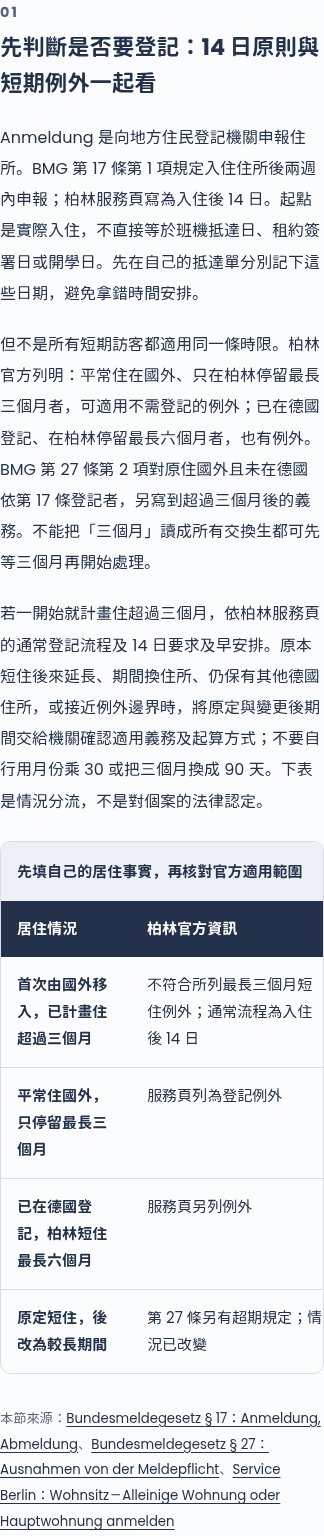 01
先判斷是否要登記：14 日原則與
短期例外一起看
Anmeldung 是向地方住民登記機關申報住
所。BMG 第 17 條第 1 項規定入住住所後兩週
內申報；柏林服務頁寫為入住後 14 日。起點
是實際入住，不直接等於班機抵達日、租約簽
署日或開學日。先在自己的抵達單分別記下這
些日期，避免拿錯時間安排。
但不是所有短期訪客都適用同一條時限。柏林
官方列明：平常住在國外、只在柏林停留最長
三個月者，可適用不需登記的例外；已在德國
登記、在柏林停留最長六個月者，也有例外。
BMG 第 27 條第 2 項對原住國外且未在德國
依第 17 條登記者，另寫到超過三個月後的義
務。不能把「三個月」讀成所有交換生都可先
等三個月再開始處理。
若一開始就計畫住超過三個月，依柏林服務頁
的通常登記流程及 14 日要求及早安排。原本
短住後來延長、期間換住所、仍保有其他德國
住所，或接近例外邊界時，將原定與變更後期
間交給機關確認適用義務及起算方式；不要自
行用月份乘 30 或把三個月換成 90 天。下表
是情況分流，不是對個案的法律認定。
先填自己的居住事實，再核對官方適用範圍
居住情況 柏林官方資訊
首次由國外移 不符合所列最長三個月短
入，已計畫住 住例外；通常流程為入住
超過三個月 後 14 日
平常住國外， 服務頁列為登記例外
只停留最長三
個月
已在德國登 服務頁另列例外
記，柏林短住
最長六個月
原定短住，後 第 27 條另有超期規定；情
改為較長期間 況已改變
本節來源：Bundesmeldegesetz § 17：Anmeldung,
Abmeldung、Bundesmeldegesetz § 27：
Ausnahmen von der Meldepflicht、Service
Berlin：Wohnsitz–Alleinige Wohnung oder
Hauptwohnung anmelden